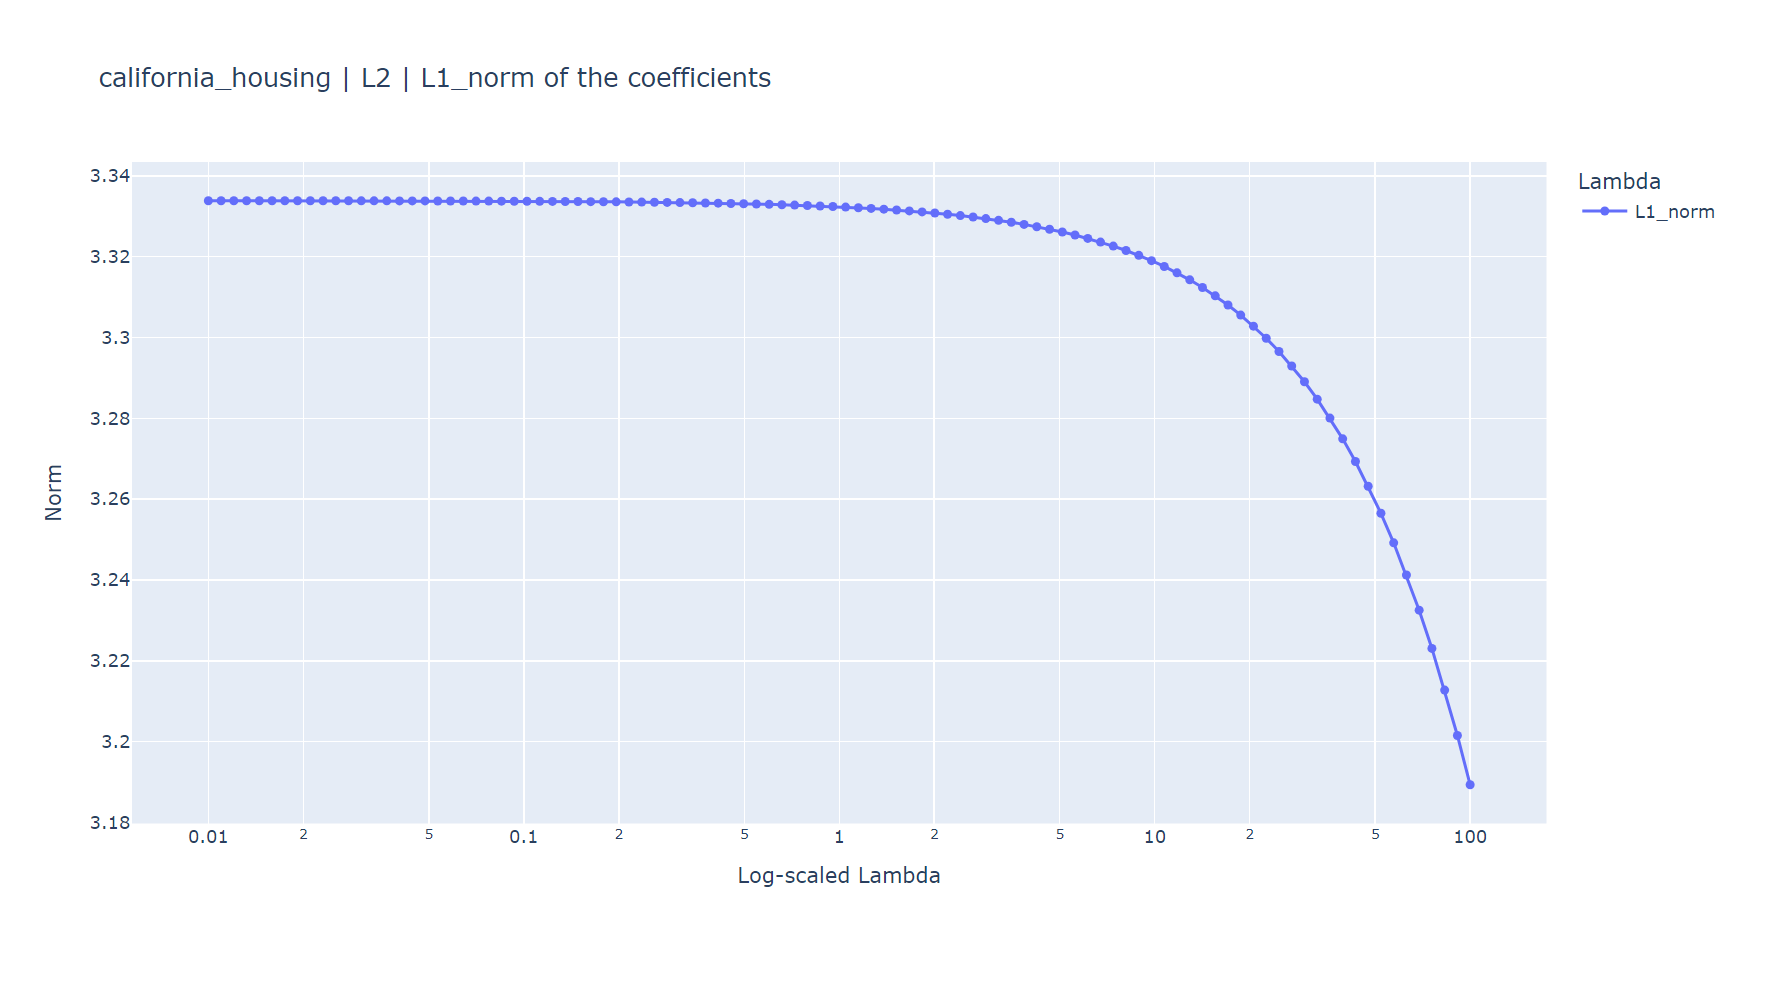 california_housing | L2 | L1_norm of the coefficients
Lambda
L1_norm
3.34
3.32
3.3
3.28
3.26
3.24
3.22
3.2
3.18
Norm
0.01 2 5 0.1 2 5 1 2 5 10 2 5 100
Log-scaled Lambda